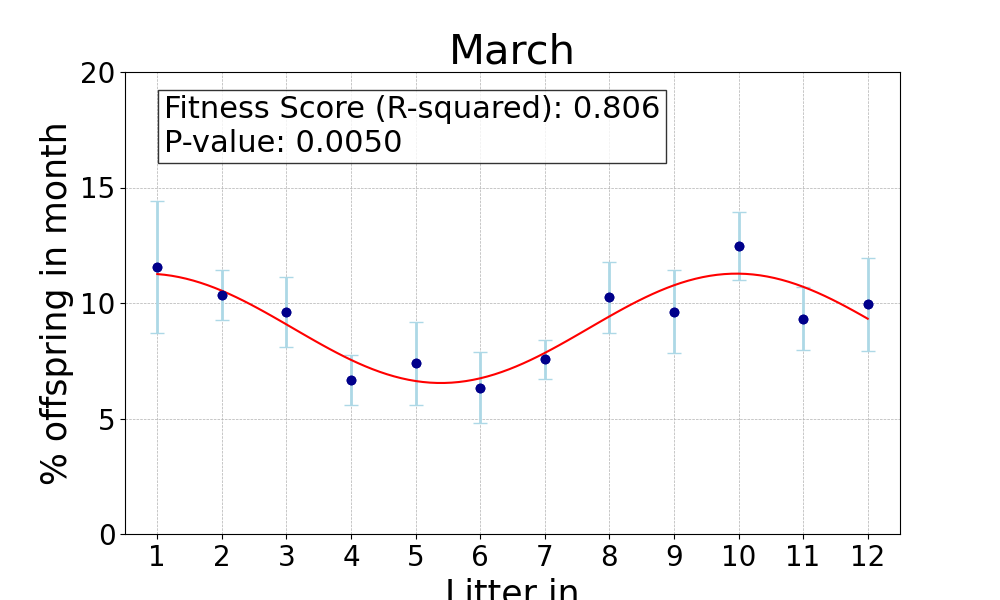 March
Fitness Score (R-squared): 0.806
P-value: 0.0050
% offspring in month
20
15
10
5
0
1 2 3 4 5 6 7 8 9 10 11 12
Litter in